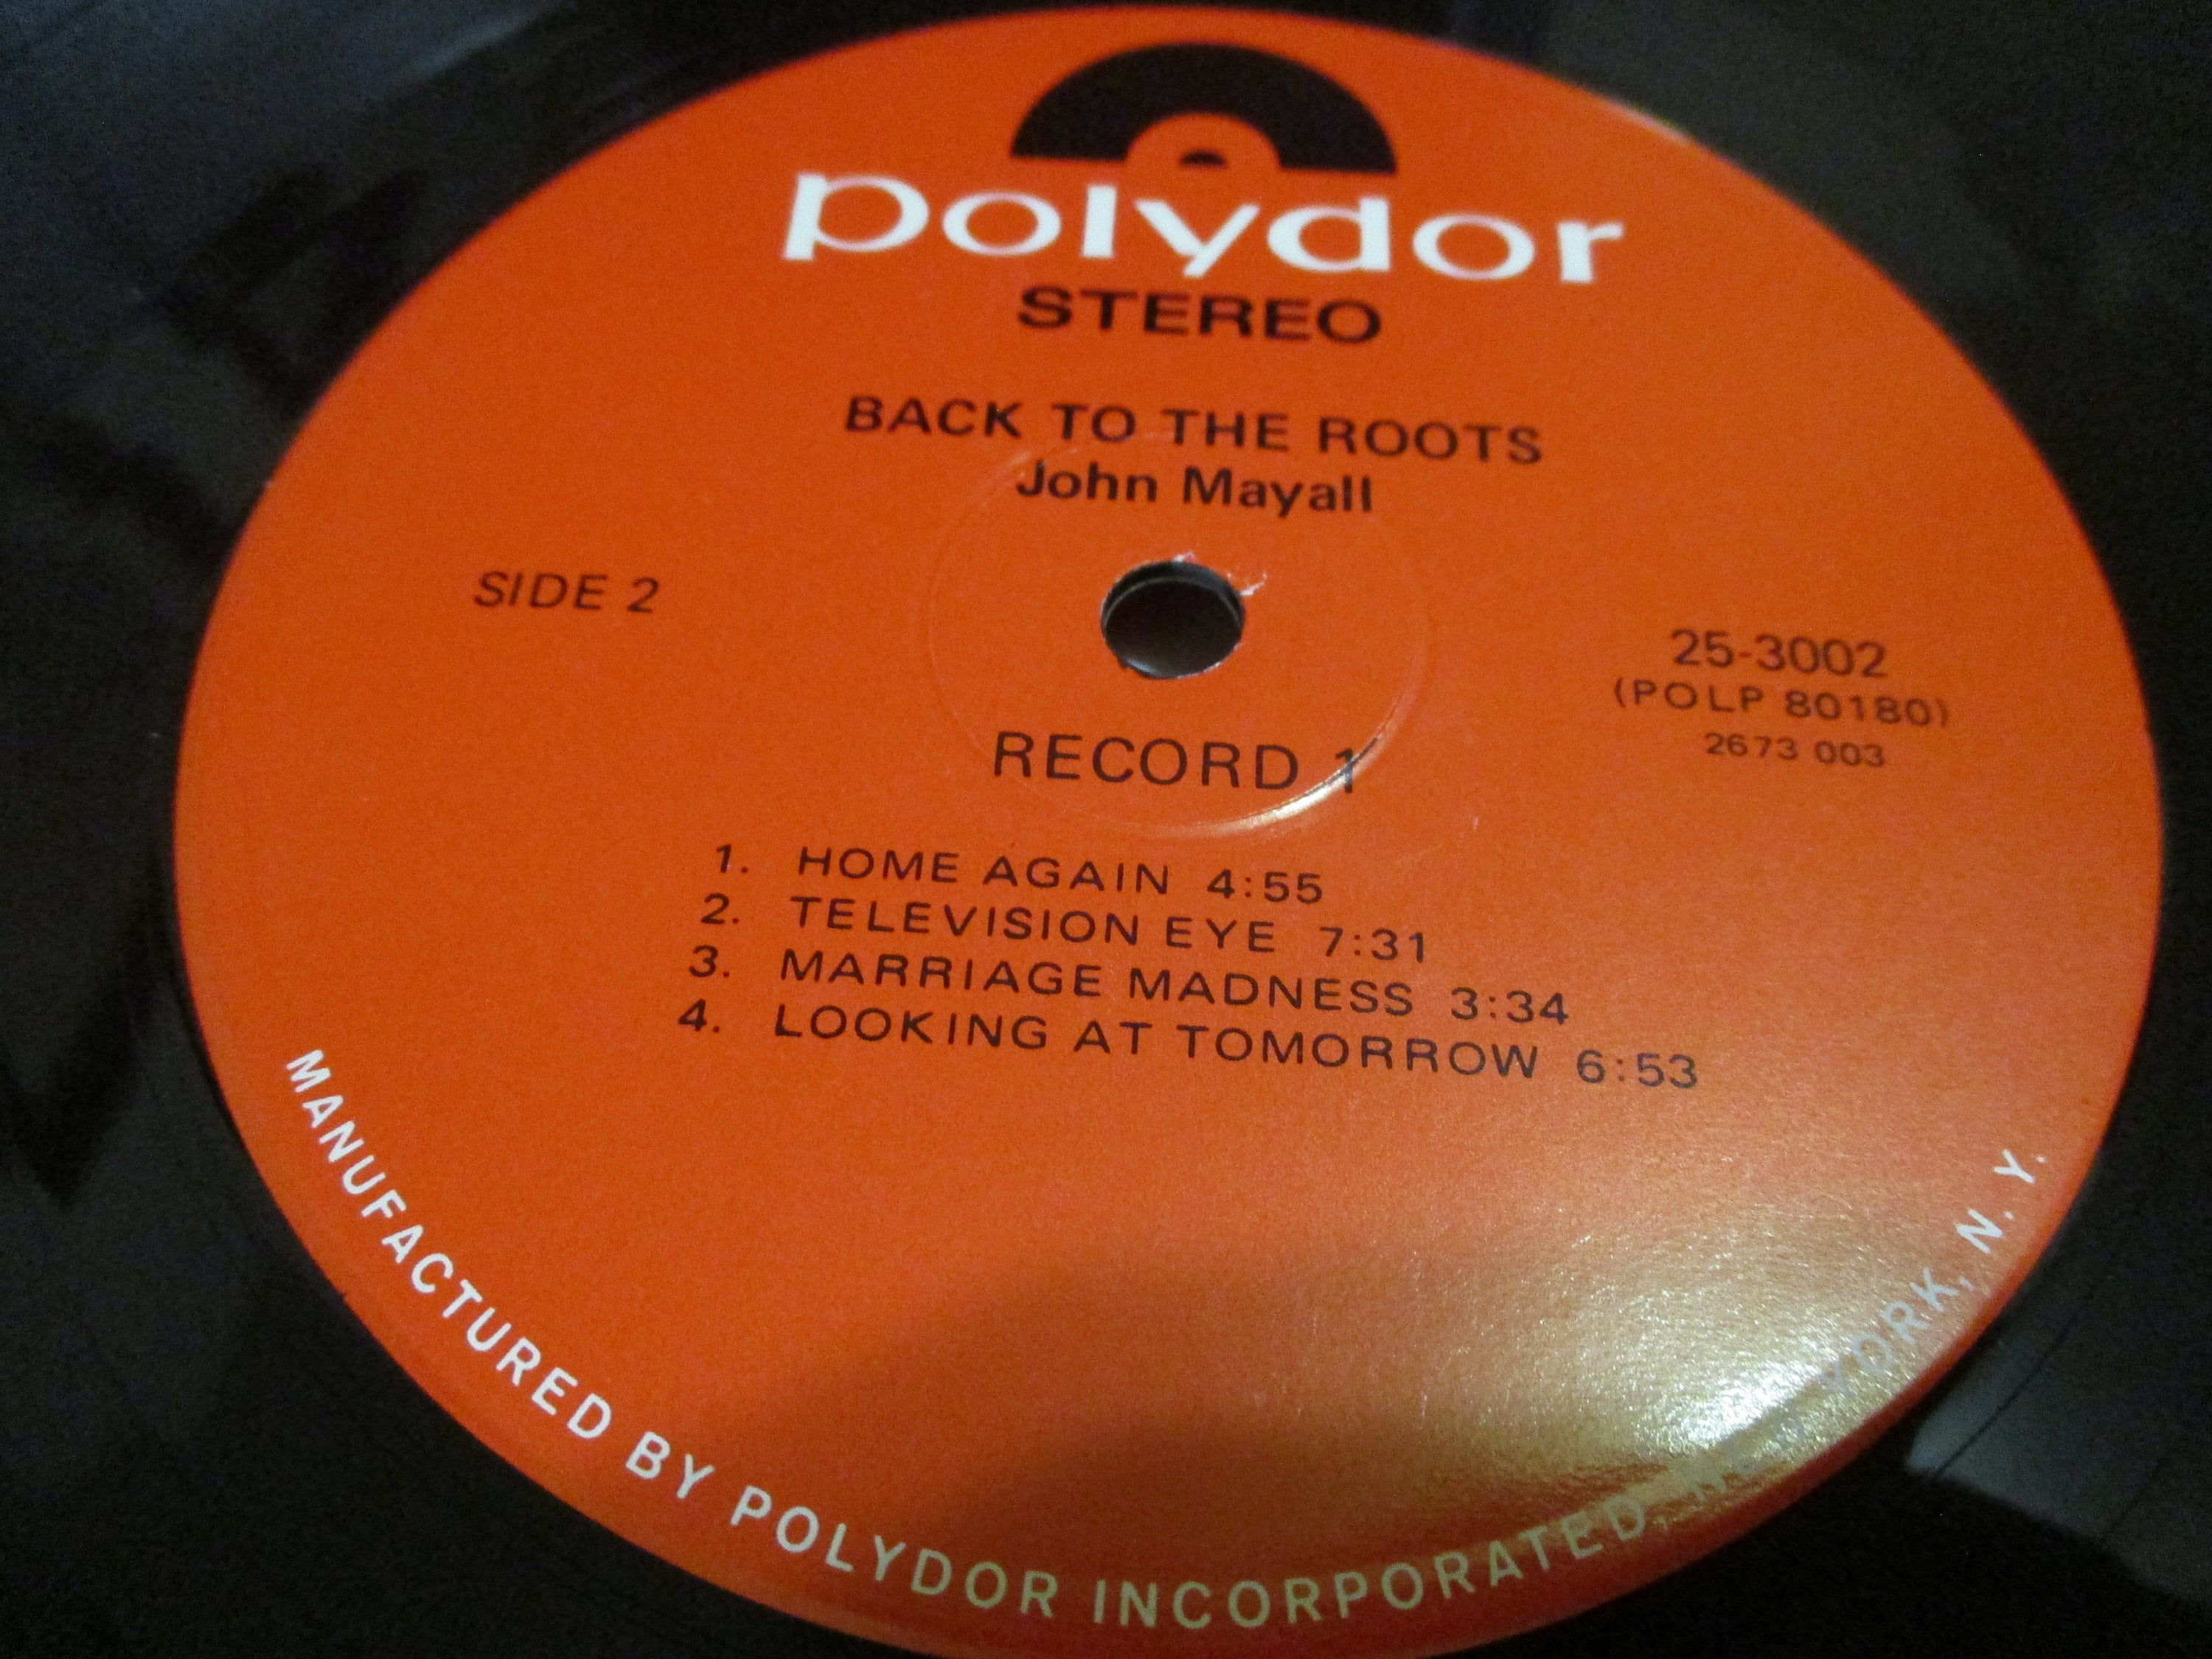 polydor
STEREO
BACK TO THE ROOTS
John Mayall
SIDE 2
25-3002
(POLP 80180)
2673 003
RECORD 1
1. HOME AGAIN 4:55
2. TELEVISION EYE 7:31
3. MARRIAGE MADNESS 3:34
4. LOOKING AT TOMORROW 6:53
MANUFACTURED BY POLYDOR INCORPORATED, YORK, N. Y.